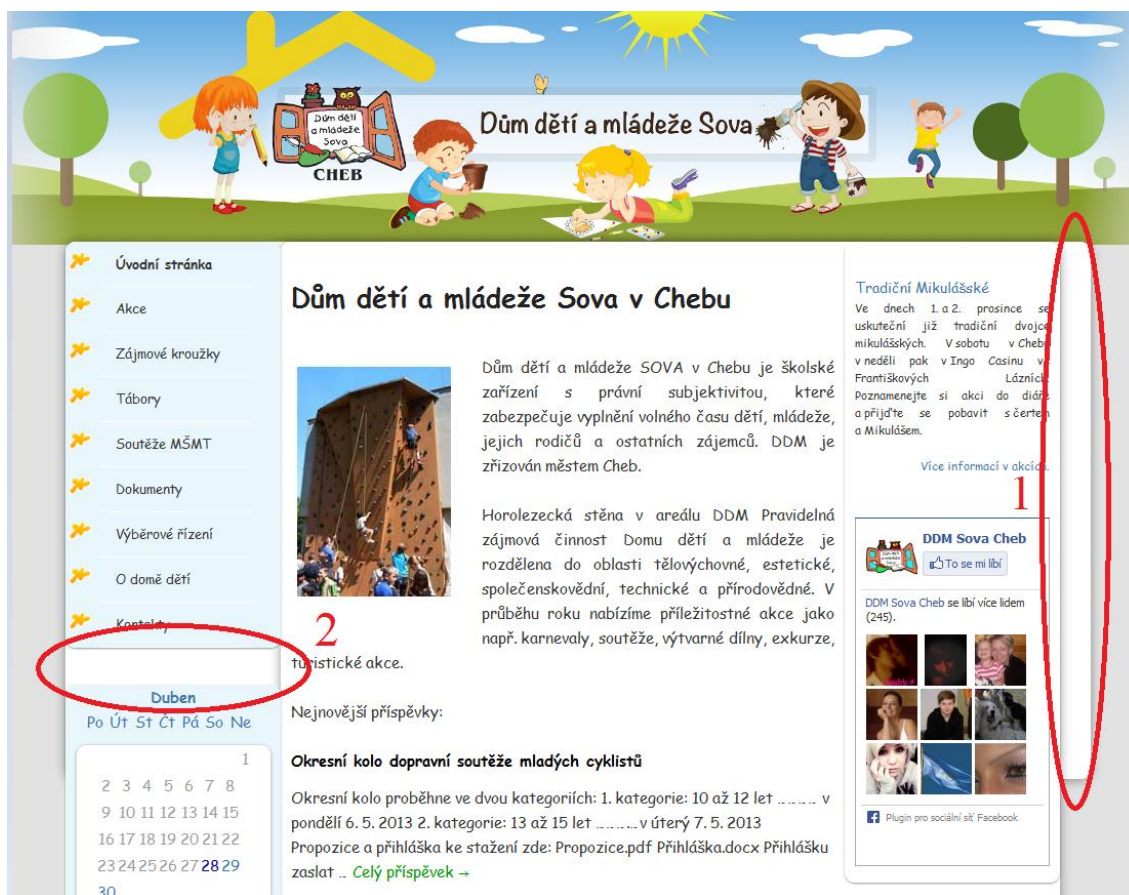 Dům dětí
a mládeže
Sova
CHEB
Dům dětí a mládeže Sova
Úvodní stránka
Akce
Zájmové kroužky
Tábory
Soutěže MŠMT
Dokumenty
Výběrové řízení
O domě dětí
Kontakty
Duben
Po Út St Čt Pá So Ne
1
2 3 4 5 6 7 8
9 10 11 12 13 14 15
16 17 18 19 20 21 22
23 24 25 26 27 28 29
30
Dům dětí a mládeže Sova v Chebu
Dům dětí a mládeže SOVA v Chebu je školské
zařízení s právní subjektivitou, které
zabezpečuje vyplnění volného času dětí, mládeže,
jejich rodičů a ostatních zájemců. DDM je
zřizován městem Cheb.
Horolezecká stěna v areálu DDM Pravidelná
zájmová činnost Domu dětí a mládeže je
rozdělena do oblasti tělovýchovné, estetické,
společenskovědní, technické a přírodovědné. V
průběhu roku nabízíme příležitostné akce jako
např. karnevaly, soutěže, výtvarné dílny, exkurze,
turistické akce.
2
Nejnovější příspěvky:
Okresní kolo dopravní soutěže mladých cyklistů
Okresní kolo proběhne ve dvou kategoriích: 1. kategorie: 10 až 12 let ......... v
pondělí 6. 5. 2013 2. kategorie: 13 až 15 let ......... v úterý 7. 5. 2013
Propozice a přihláška ke stažení zde: Propozice.pdf Přihláška.docx Přihlášku
zaslat … Celý příspěvek →
Tradiční Mikulášské
Ve dnech 1. a 2. prosince se
uskuteční již tradiční dvojce
mikulášských. V sobotu v Chebu
v neděli pak v Ingo Casinu ve
Františkových Lázních
Poznamenejte si akci do diáře
a přijďte se pobavit s čertem
a Mikulášem.
Více informací v akcích.
1
DDM Sova Cheb
To se mi líbí
DDM Sova Cheb se líbí více lidem
(245).
Plugin pro sociální síť Facebook